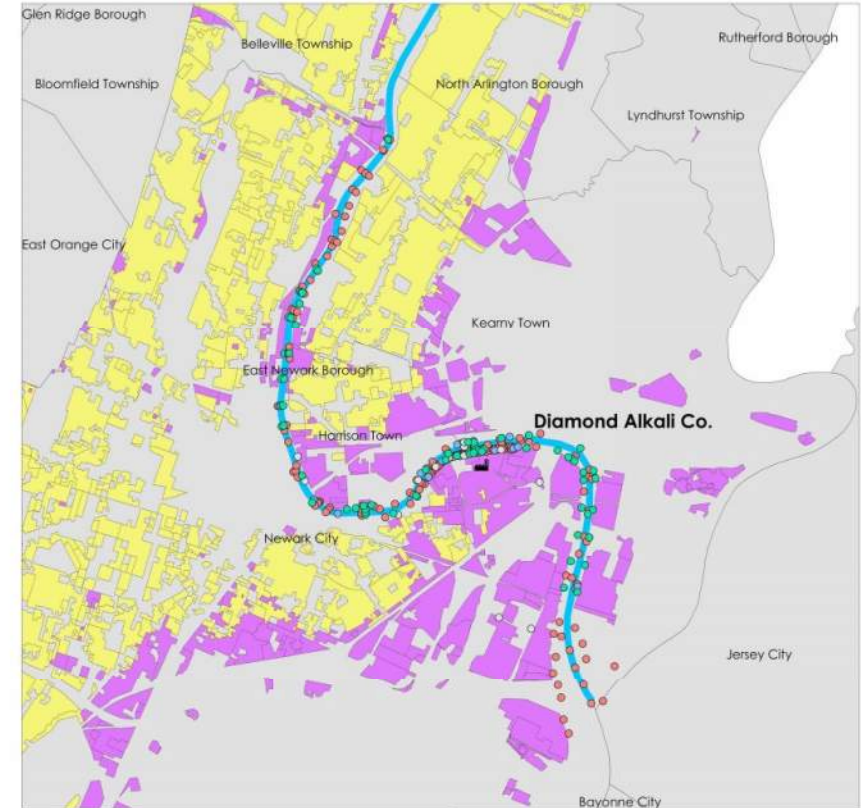 Glen Ridge Borough
Belleville Township
Rutherford Borough
Bloomfield Township
North Arlington Borough
Lyndhurst Township
East Orange City
Kearny Town
East Newark Borough
Diamond Alkali Co.
Harrison Town
Newark City
Jersey City
Bayonne City